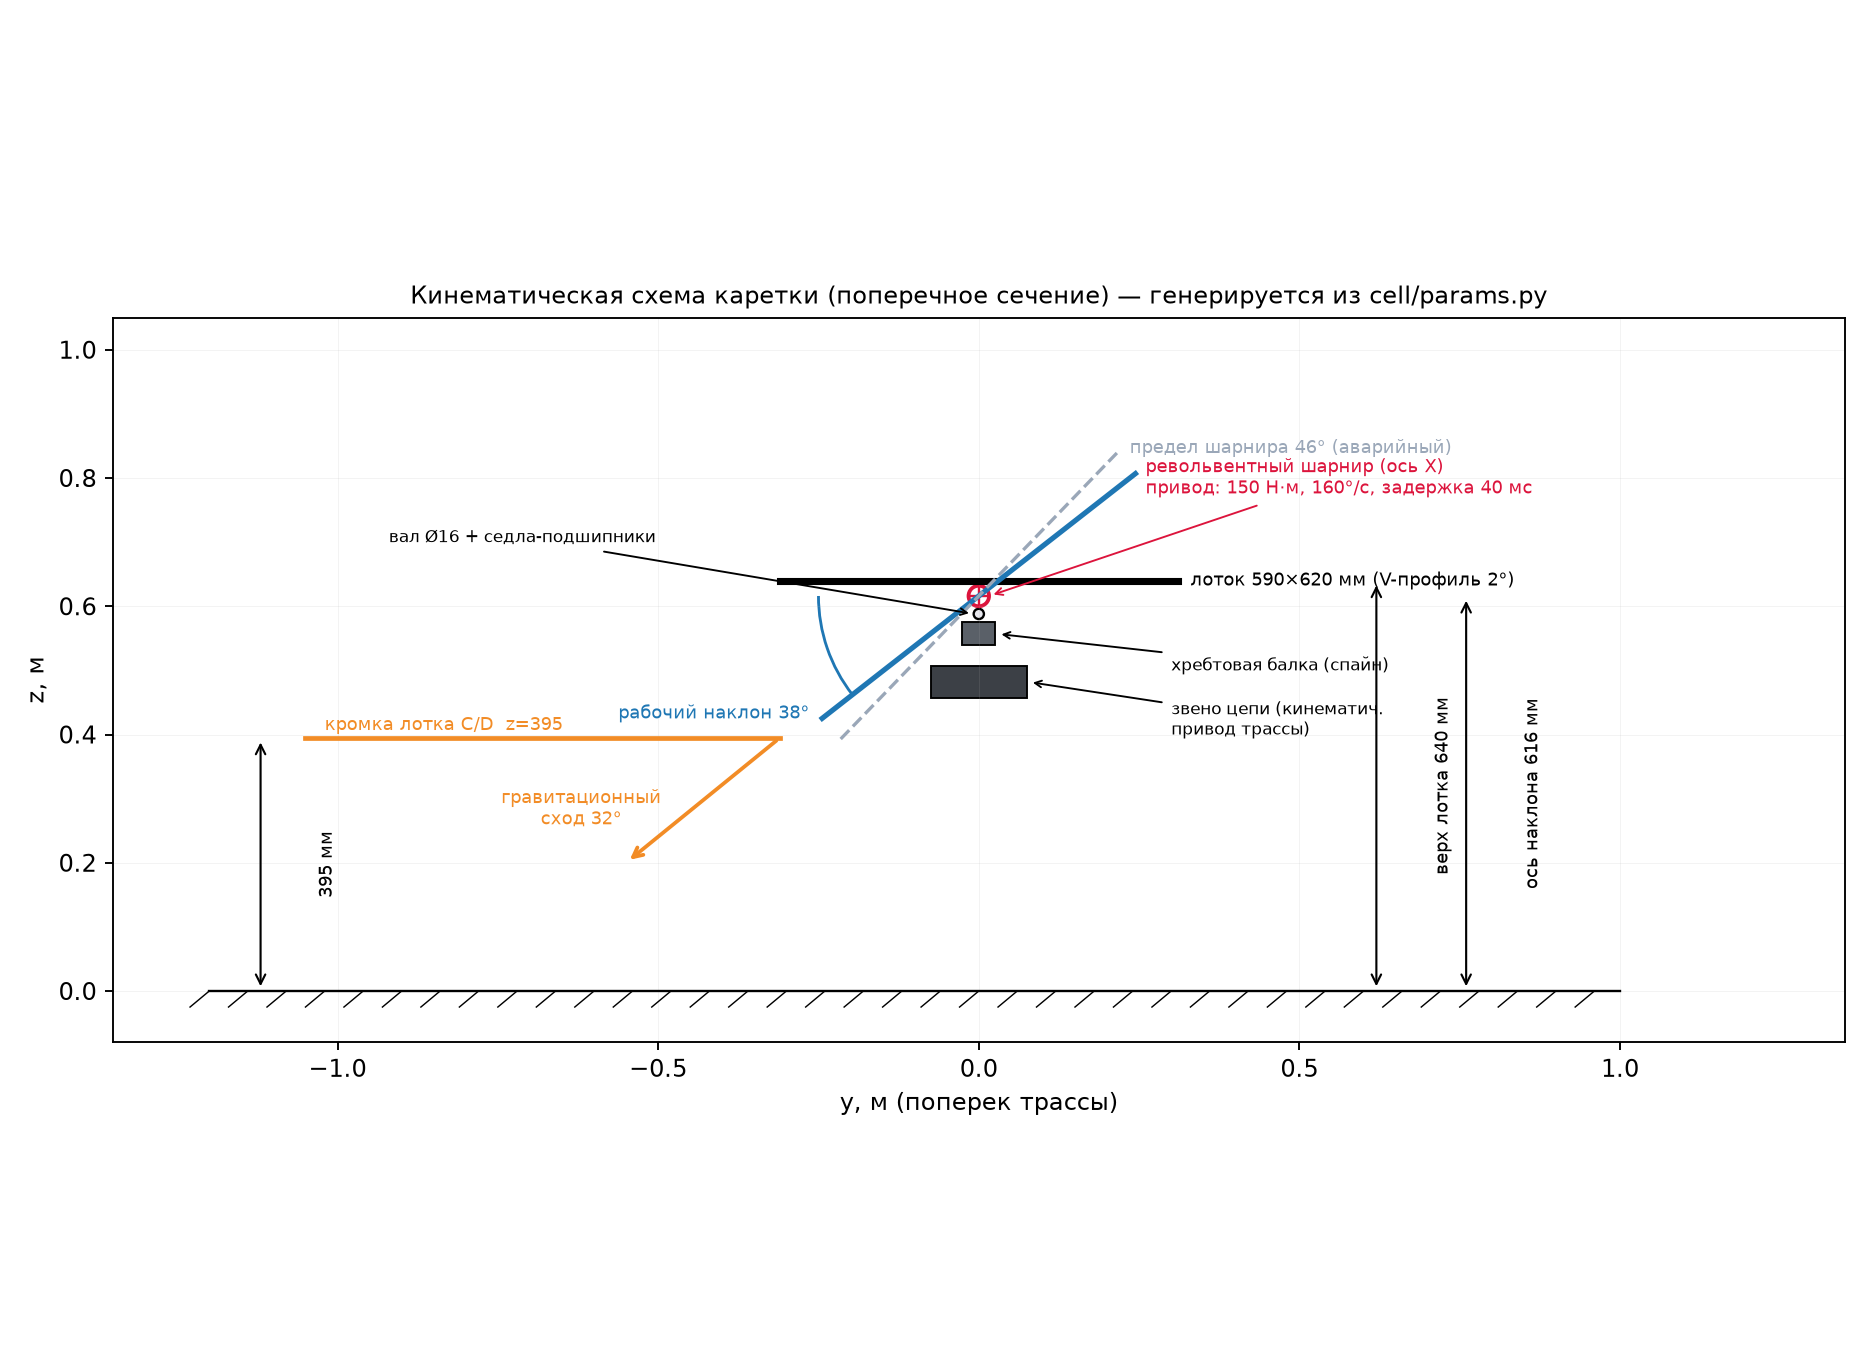 Кинематическая схема каретки (поперечное сечение) — генерируется из cell/params.py
1.0
0.8
0.6
0.4
0.2
0.0
z, м
предел шарнира 46° (аварийный)
револьвентный шарнир (ось X)
привод: 150 Н·м, 160°/с, задержка 40 мс
вал Ø16 + седла-подшипники
лоток 590×620 мм (V-профиль 2°)
хребтовая балка (спайн)
звено цепи (кинематич.
привод трассы)
рабочий наклон 38°
кромка лотка C/D  z=395
гравитационный
сход 32°
395 мм
верх лотка 640 мм
ось наклона 616 мм
−1.0
−0.5
0.0
0.5
1.0
y, м (поперек трассы)